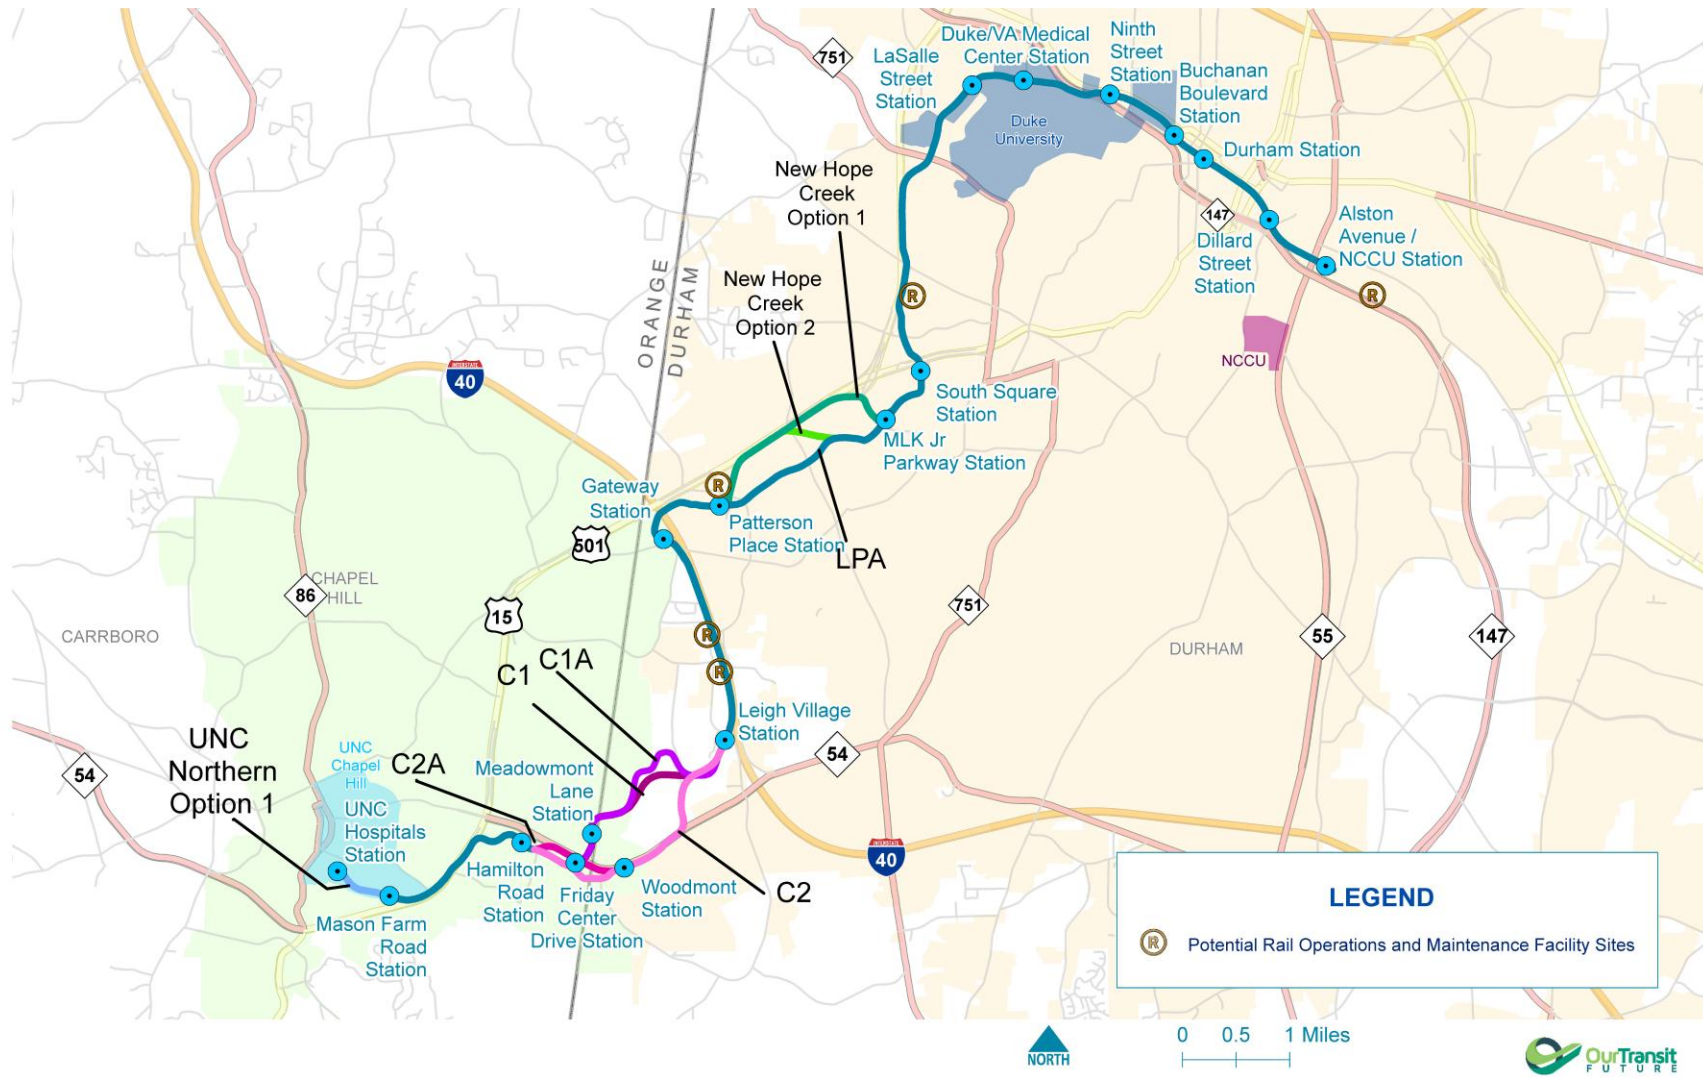 751
LaSalle
Street
Station
Duke/VA Medical
Center Station
Ninth
Street
Station
Buchanan
Boulevard
Station
Duke
University
Durham Station
New Hope
Creek
Option 1
147
Dillard
Street
Station
Alston
Avenue /
NCCU Station
ORANGE
DURHAM
New Hope
Creek
Option 2
R
R
NCCU
INTERSTATE
40
South Square
Station
MLK Jr
Parkway Station
Gateway
Station
R
Patterson
Place Station
LPA
501
86
CHAPEL
HILL
15
CARRBORO
751
55
147
DURHAM
R
R
C1
C1A
Leigh Village
Station
54
UNC
Northern
Option 1
54
UNC
Chapel
Hill
C2A
Meadowmont
Lane
Station
UNC
Hospitals
Station
INTERSTATE
40
Hamilton
Road
Station
Friday
Center
Drive Station
Woodmont
Station
C2
Mason Farm
Road
Station
LEGEND
R Potential Rail Operations and Maintenance Facility Sites
NORTH
0 0.5 1 Miles
OurTransit
FUTURE